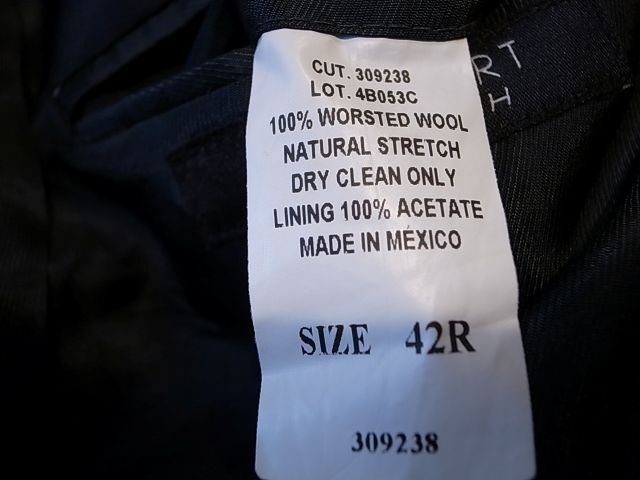 CUT. 309238
LOT. 4B053C
100% WORSTED WOOL
NATURAL STRETCH
DRY CLEAN ONLY
LINING 100% ACETATE
MADE IN MÉXICO
SIZE 42R
309238